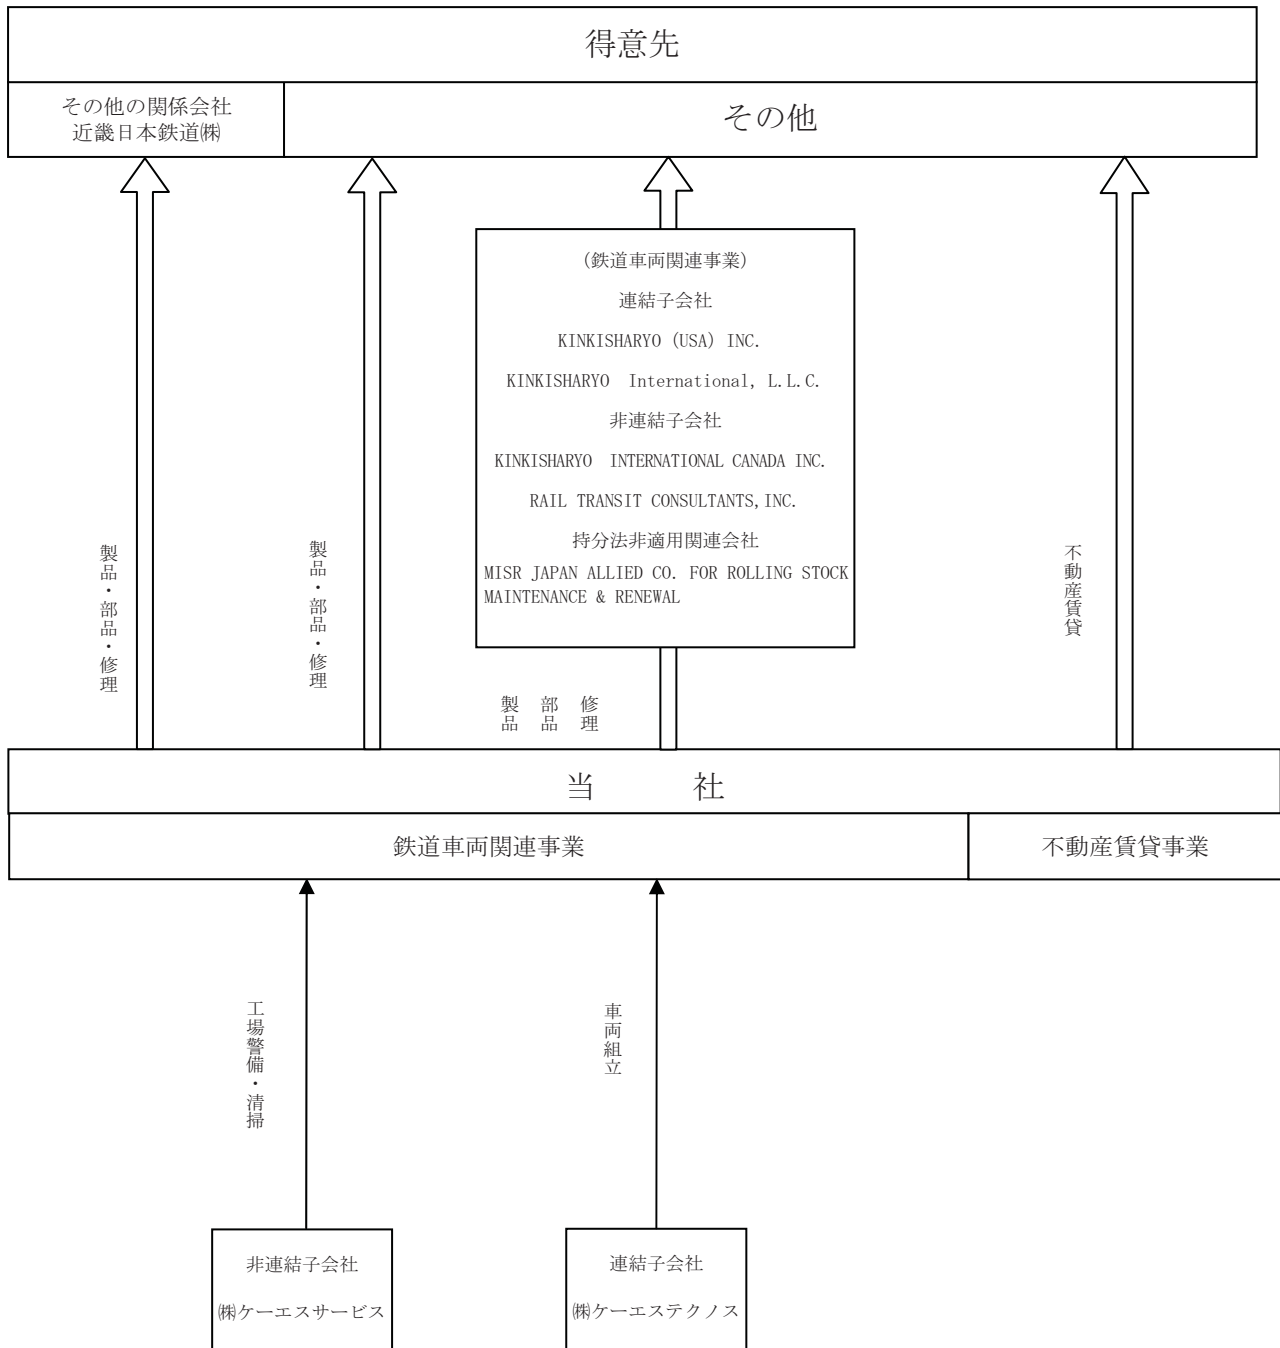 得意先
その他の関係会社
近畿日本鉄道㈱
その他
(鉄道車両関連事業)
連結子会社
KINKISHARYO (USA) INC.
KINKISHARYO International, L.L.C.
非連結子会社
KINKISHARYO INTERNATIONAL CANADA INC.
RAIL TRANSIT CONSULTANTS,INC.
持分法非適用関連会社
MISR JAPAN ALLIED CO. FOR ROLLING STOCK
MAINTENANCE & RENEWAL
製品・部品・修理
製品・部品・修理
製品 部品 修理
不動産賃貸
当 社
鉄道車両関連事業
不動産賃貸事業
工場警備・清掃
車両組立
非連結子会社
㈱ケーエスサービス
連結子会社
㈱ケーエステクノス